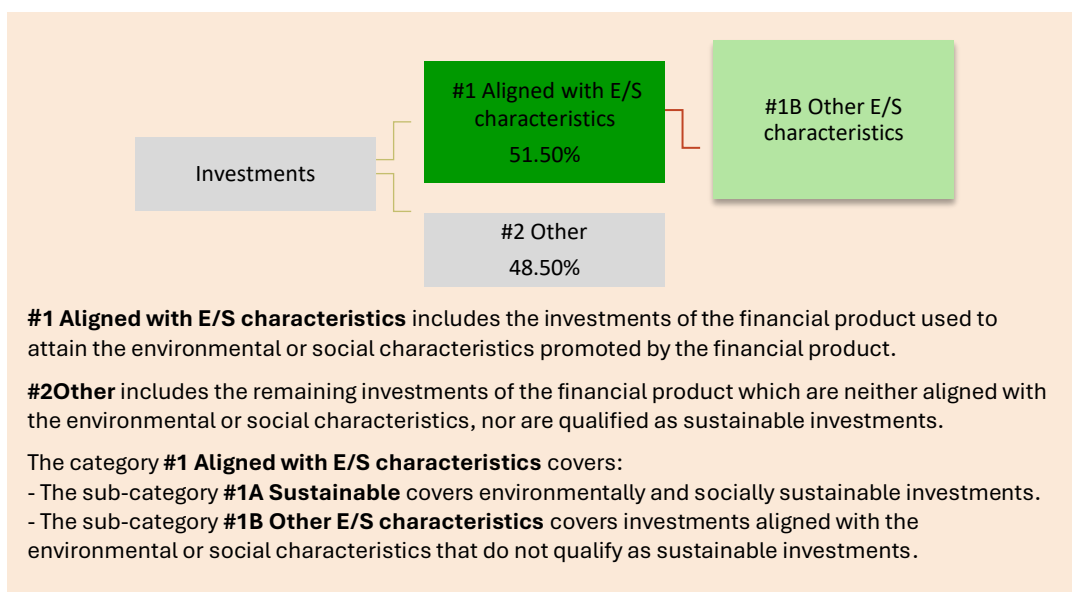 #1 Aligned with E/S
characteristics
51.50%
#1B Other E/S
characteristics
Investments
#2 Other
48.50%
#1 Aligned with E/S characteristics includes the investments of the financial product used to
attain the environmental or social characteristics promoted by the financial product.
#2Other includes the remaining investments of the financial product which are neither aligned with
the environmental or social characteristics, nor are qualified as sustainable investments.
The category #1 Aligned with E/S characteristics covers:
- The sub-category #1A Sustainable covers environmentally and socially sustainable investments.
- The sub-category #1B Other E/S characteristics covers investments aligned with the
environmental or social characteristics that do not qualify as sustainable investments.